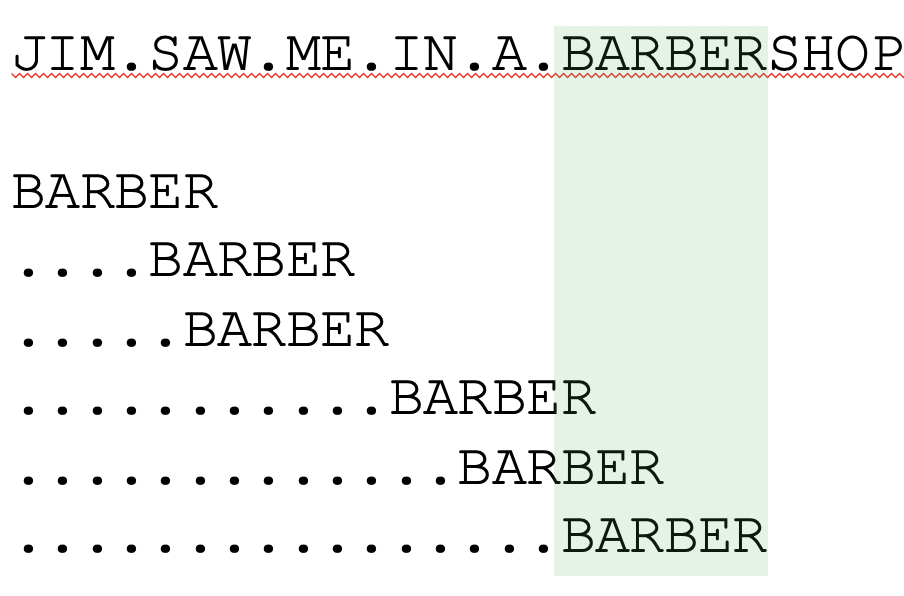 JIM.SAW.ME.IN.A.BARBERSHOP
BARBER
....BARBER
.....BARBER
...........BARBER
.............BARBER
................BARBER